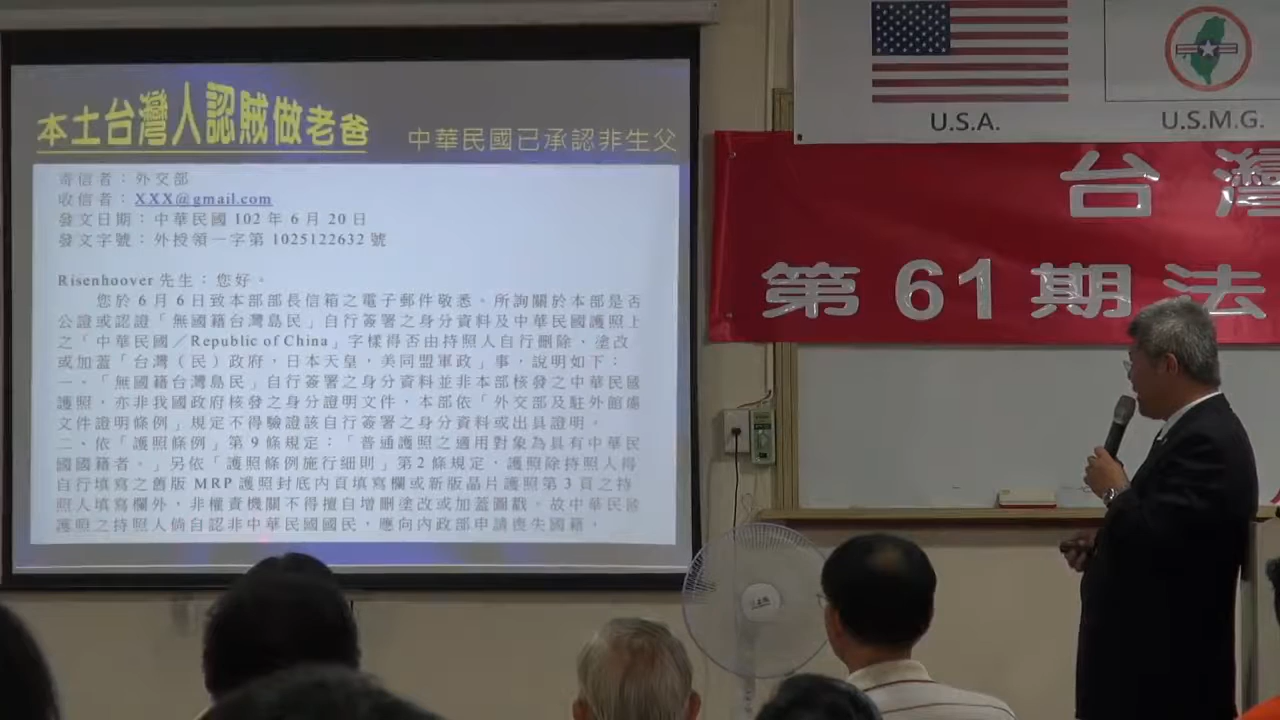 本土台灣人認賊做老爸 中華民國已承認非生父
寄信者：外交部
收信者：XXX@gmail.com
發文日期：中華民國 102 年 6 月 20 日
發文字號：外授領一字第 1025122632 號
Risenhoover 先生：您好。
您於 6 月 6 日致本部部長信箱之電子郵件敬悉。所詢關於本部是否
公證或認證「無國籍台灣島民」自行簽署之身分資料及中華民國護照上
之「中華民國／Republic of China」字樣得否由持照人自行刪除、塗改
或加蓋「台灣（民）政府，日本天皇，美同盟軍政」事，說明如下：
一、「無國籍台灣島民」自行簽署之身分資料並非本部核發之中華民國
護照，亦非我國政府核發之身分證明文件，本部依「外交部及駐外館處
文件證明條例」規定不得驗證該自行簽署之身分資料或出具證明。
二、依「護照條例」第 9 條規定：「普通護照之適用對象為具有中華民
國國籍者。」另依「護照條例施行細則」第 2 條規定，護照除持照人得
自行填寫之舊版 MRP 護照封底內頁填寫欄或新版晶片護照第 3 頁之持
照人填寫欄外，非權責機關不得擅自增刪塗改或加蓋圖戳。故中華民國
護照之持照人倘自認非中華民國國民，應向內政部申請喪失國籍。
U.S.A.
U.S.M.G.
台灣
第61期法